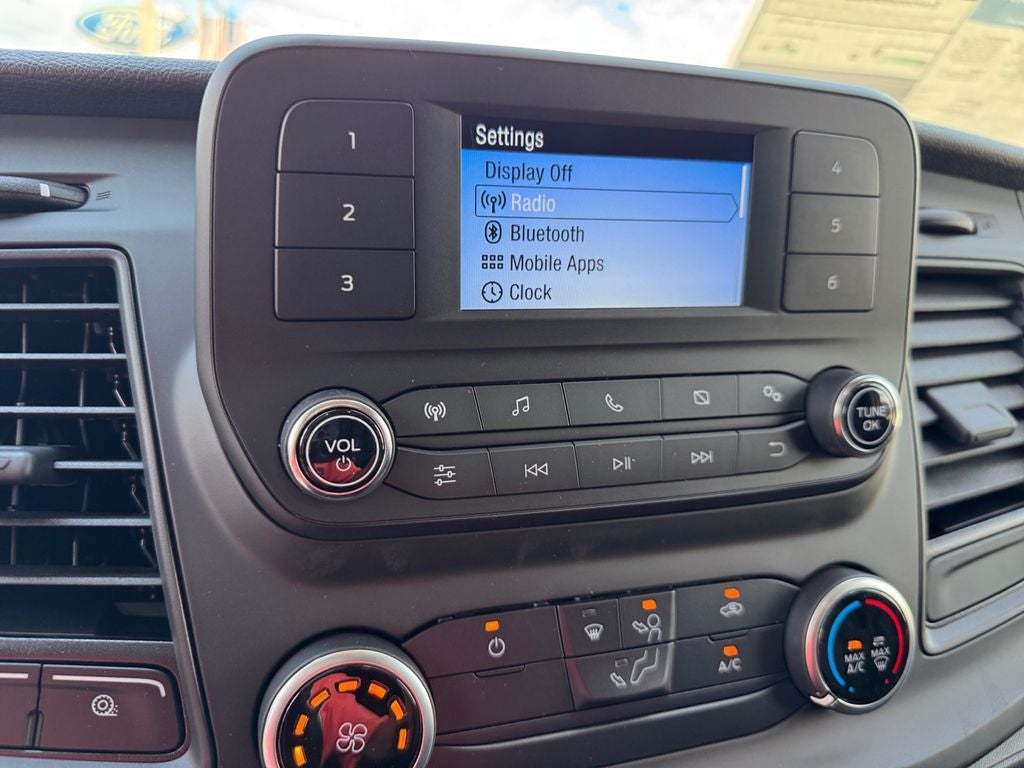 Ford
Settings
Display Off
Radio
Bluetooth
Mobile Apps
Clock
1
2
3
4
5
6
VOL
TUNE
OK
A/C
MAX
A/C
MAX